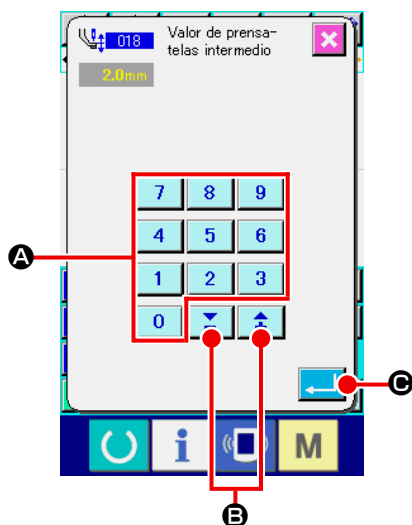 018
Valor de prensa-
telas intermedio
2.0mm
7 8 9
4 5 6
A
1 2 3
0
C
M
B